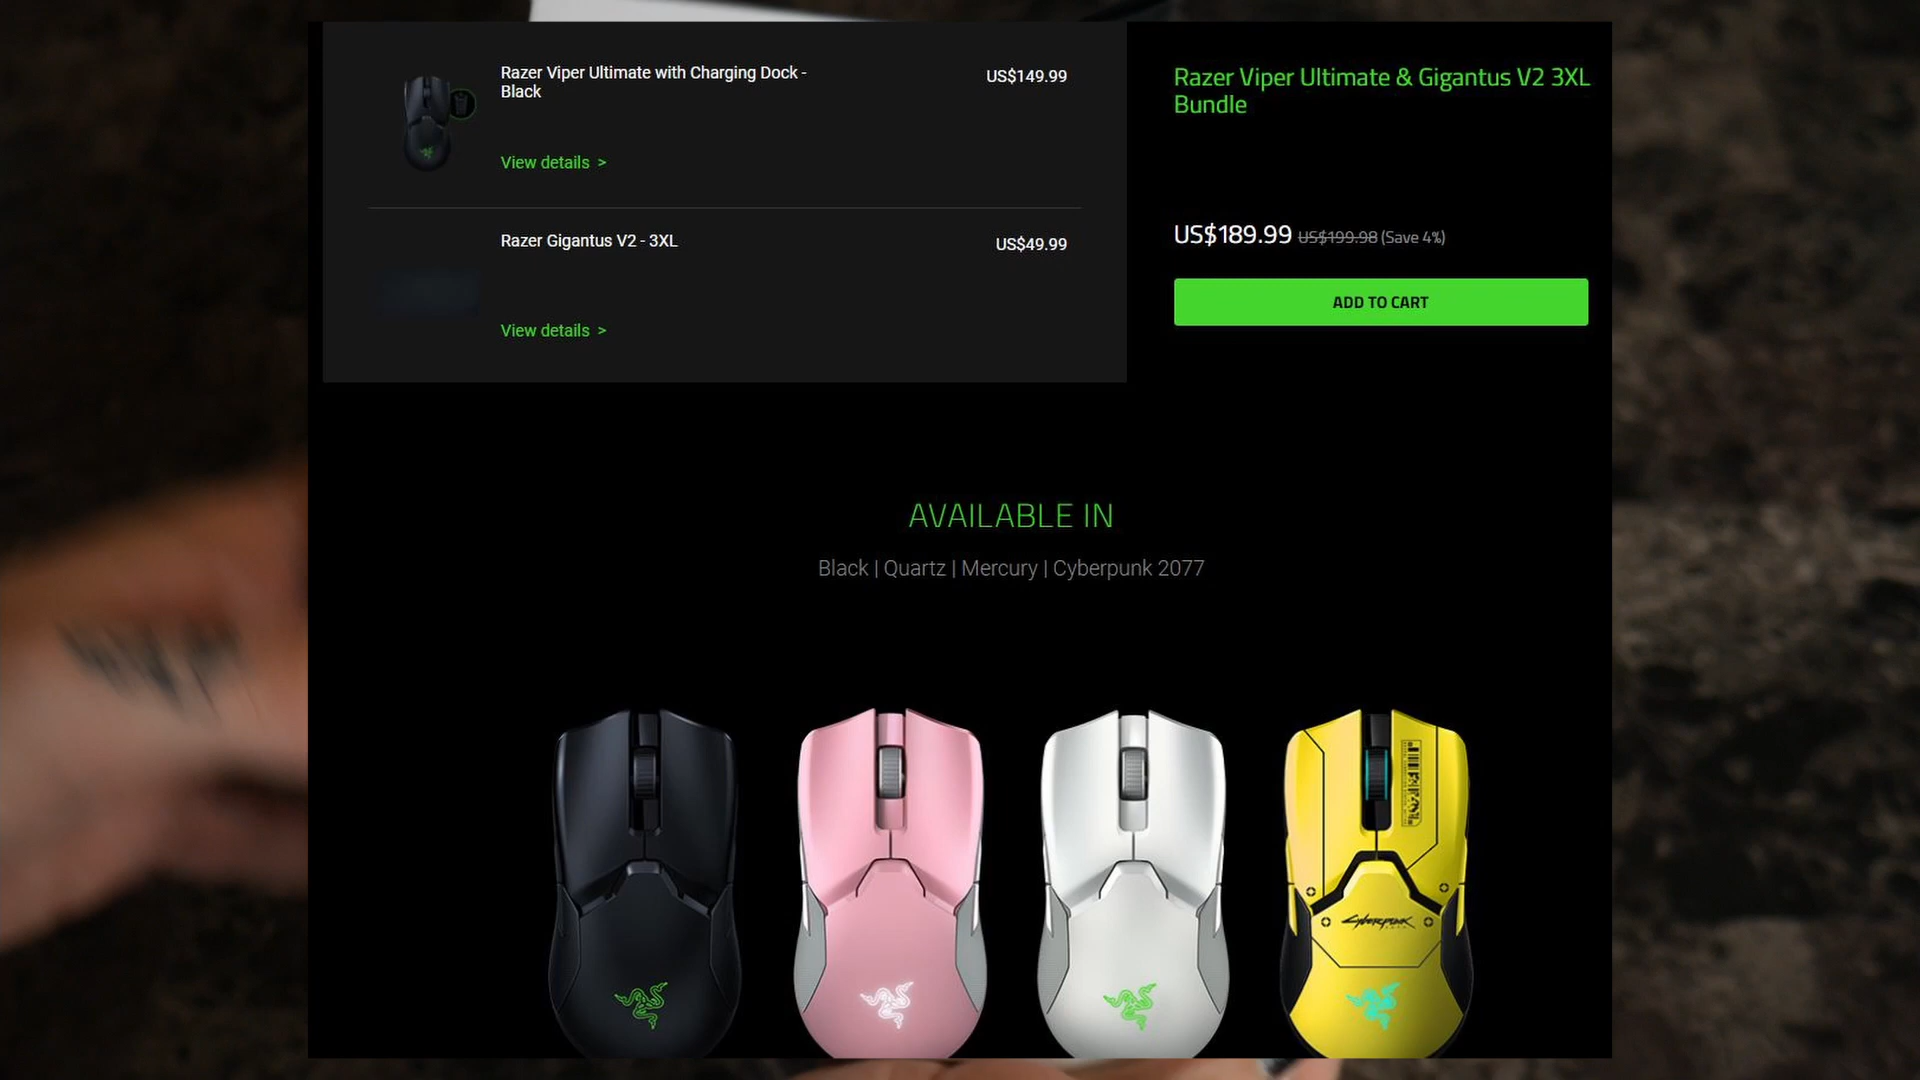 Razer Viper Ultimate with Charging Dock -
Black
US$149.99
View details >
Razer Gigantus V2 - 3XL
US$49.99
View details >
Razer Viper Ultimate & Gigantus V2 3XL
Bundle
US$189.99 US$199.98 (Save 4%)
ADD TO CART
AVAILABLE IN
Black | Quartz | Mercury | Cyberpunk 2077
Cyberpunk